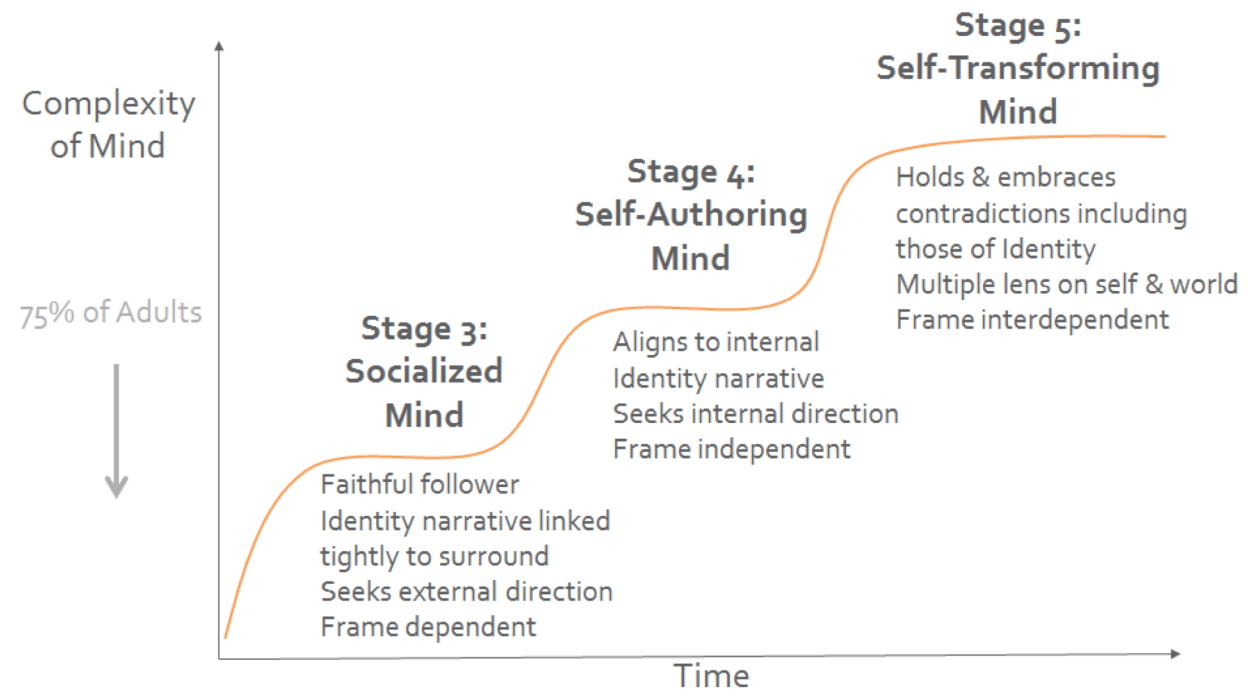 Complexity
of Mind
75% of Adults
Stage 3:
Socialized
Mind
Faithful follower
Identity narrative linked
tightly to surround
Seeks external direction
Frame dependent
Stage 4:
Self-Authoring
Mind
Aligns to internal
Identity narrative
Seeks internal direction
Frame independent
Stage 5:
Self-Transforming
Mind
Holds & embraces
contradictions including
those of Identity
Multiple lens on self & world
Frame interdependent
Time